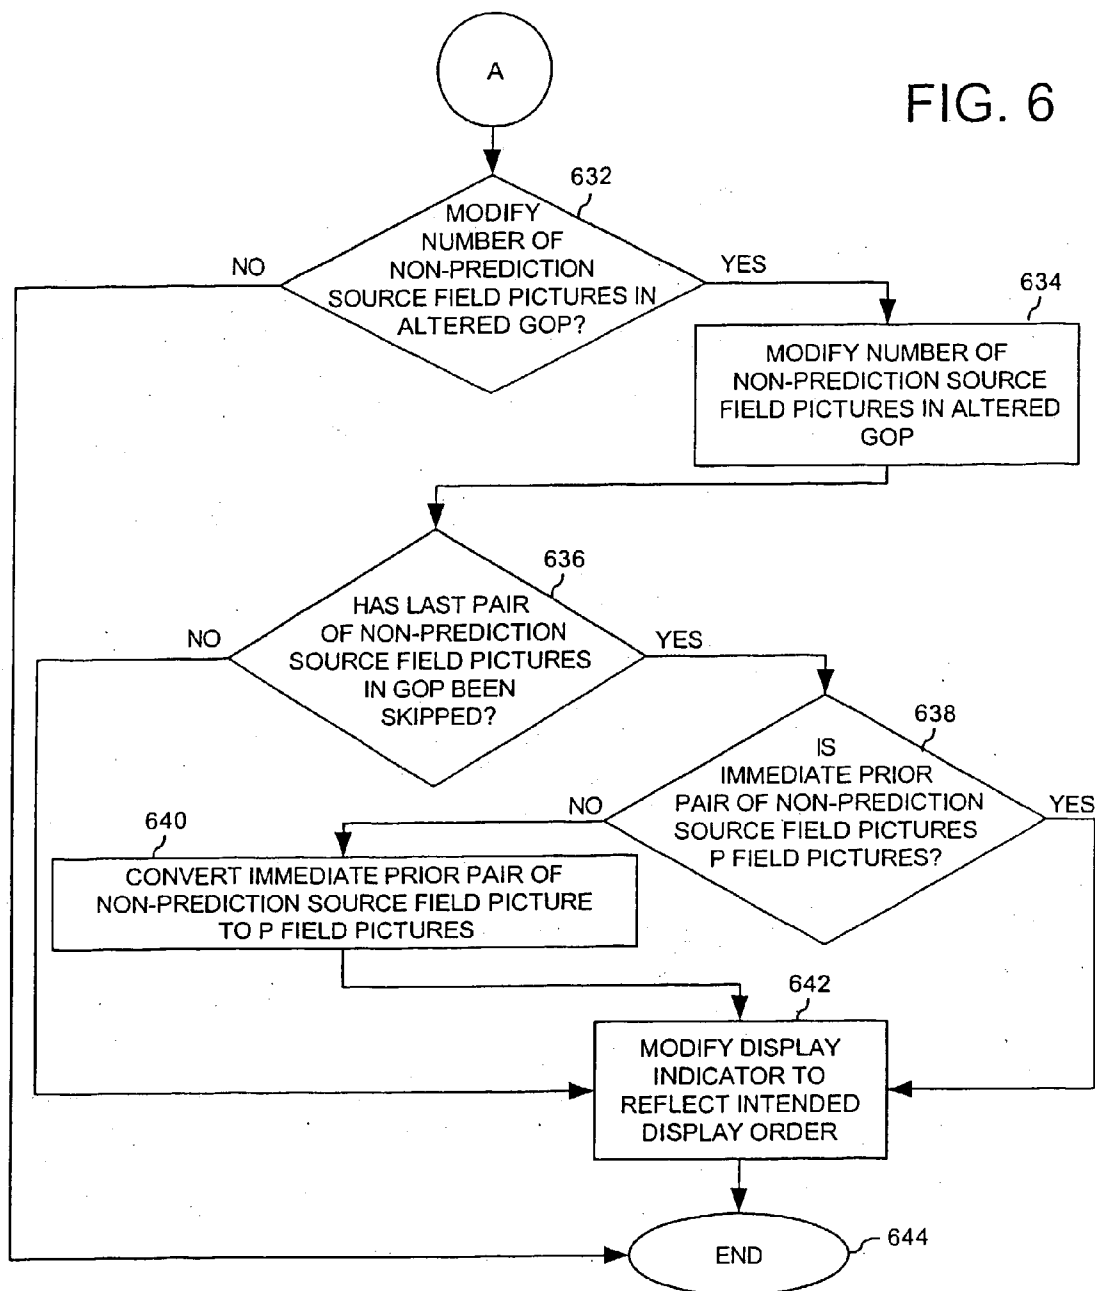 A
FIG. 6
632
MODIFY
NUMBER OF
NON-PREDICTION
SOURCE FIELD PICTURES IN
ALTERED GOP?
NO
YES
634
MODIFY NUMBER OF
NON-PREDICTION SOURCE
FIELD PICTURES IN ALTERED
GOP
636
HAS LAST PAIR
OF NON-PREDICTION
SOURCE FIELD PICTURES
IN GOP BEEN
SKIPPED?
NO
YES
638
IS
IMMEDIATE PRIOR
PAIR OF NON-PREDICTION
SOURCE FIELD PICTURES
P FIELD PICTURES?
NO
YES
640
CONVERT IMMEDIATE PRIOR PAIR OF
NON-PREDICTION SOURCE FIELD PICTURE
TO P FIELD PICTURES
642
MODIFY DISPLAY
INDICATOR TO
REFLECT INTENDED
DISPLAY ORDER
END
644